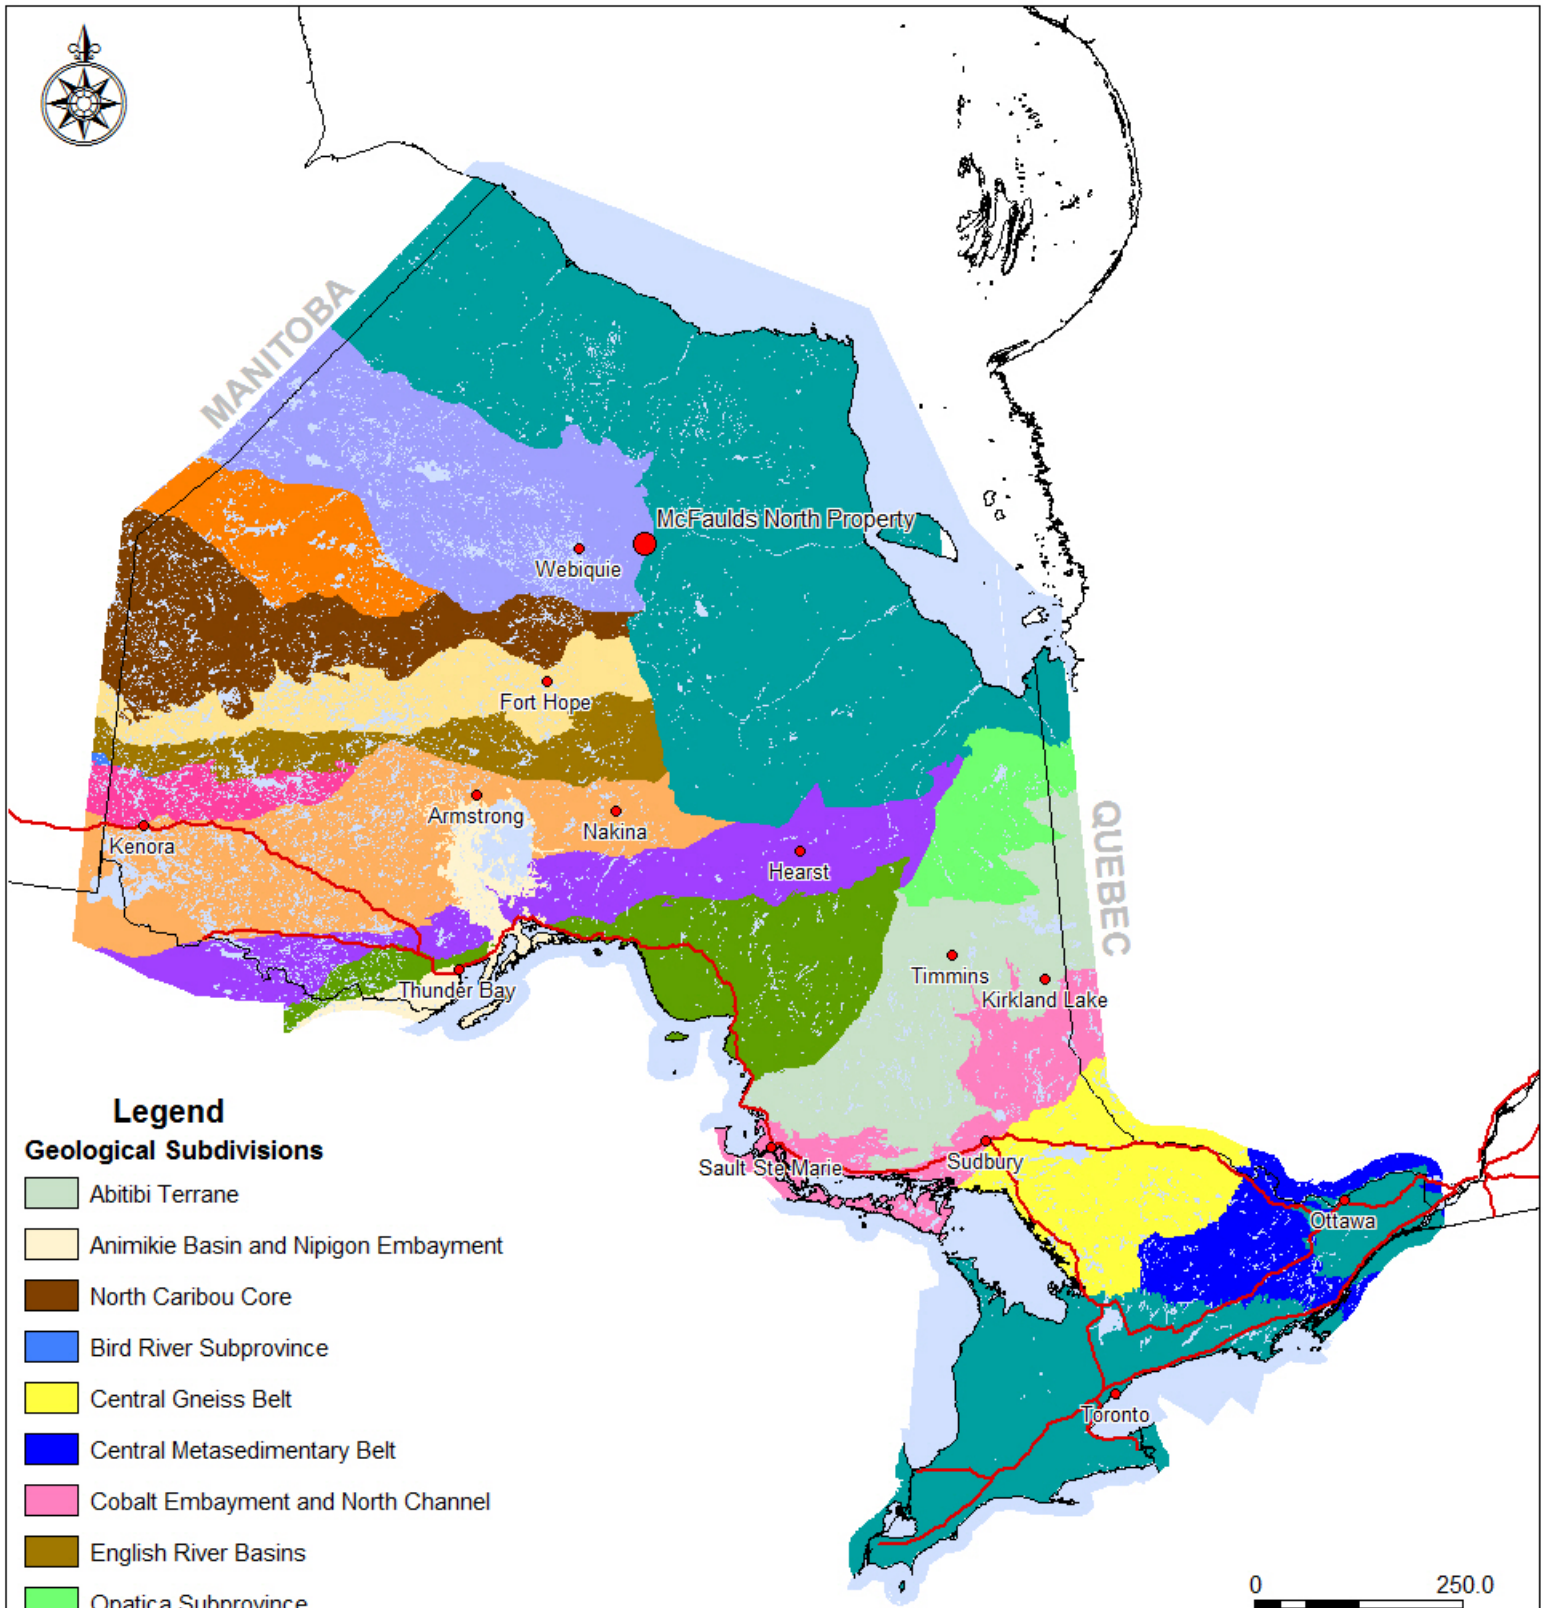 MANITOBA
McFaulds North Property
Webiquie
Fort Hope
Armstrong
Nakina
Kenora
Hearst
QUEBEC
Timmins
Kirkland Lake
Thunder Bay
Sault Ste Marie
Sudbury
Ottawa
Toronto
Legend
Geological Subdivisions
Abitibi Terrane
Animikie Basin and Nipigon Embayment
North Caribou Core
Bird River Subprovince
Central Gneiss Belt
Central Metasedimentary Belt
Cobalt Embayment and North Channel
English River Basins
Opatica Subprovince
0 250.0